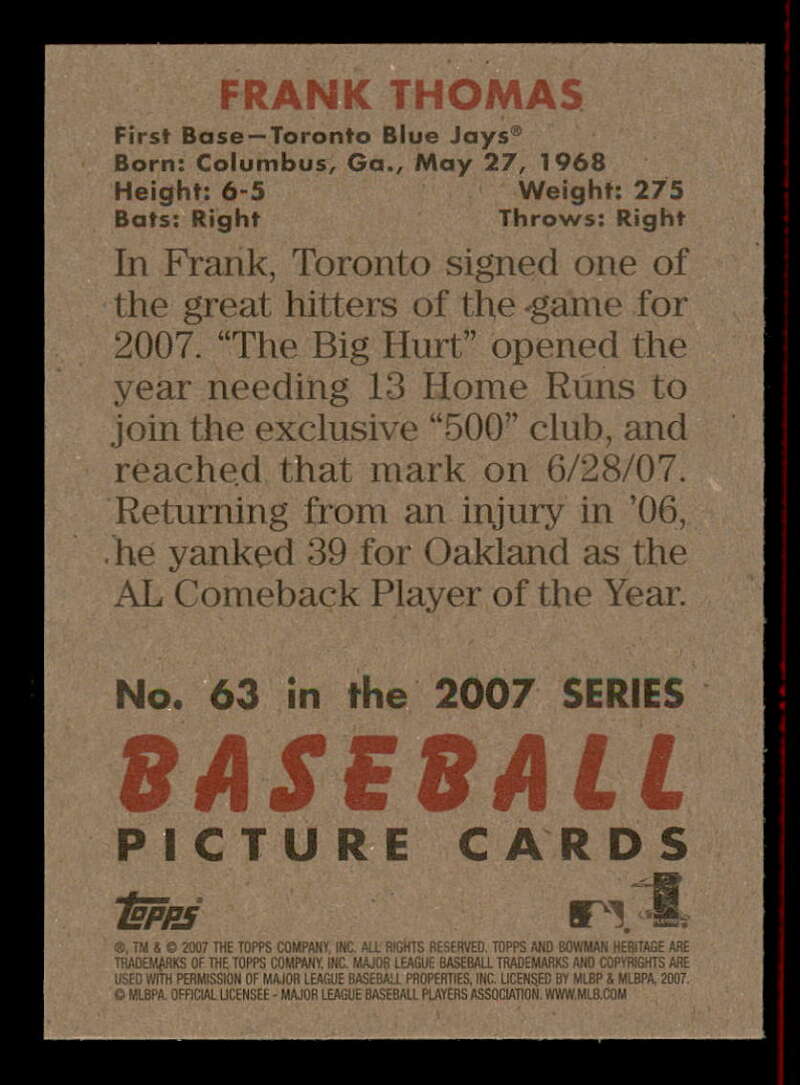 FRANK THOMAS
First Base—Toronto Blue Jays®
Born: Columbus, Ga., May 27, 1968
Height: 6-5 Weight: 275
Bats: Right Throws: Right
In Frank, Toronto signed one of
the great hitters of the game for
2007. “The Big Hurt” opened the
year needing 13 Home Runs to
join the exclusive “500” club, and
reached that mark on 6/28/07.
Returning from an injury in ’06,
he yanked 39 for Oakland as the
AL Comeback Player of the Year.
No. 63 in the 2007 SERIES
BASEBALL
PICTURE CARDS
Topps
®, TM & © 2007 THE TOPPS COMPANY, INC. ALL RIGHTS RESERVED. TOPPS AND BOWMAN HERITAGE ARE
TRADEMARKS OF THE TOPPS COMPANY, INC. MAJOR LEAGUE BASEBALL TRADEMARKS AND COPYRIGHTS ARE
USED WITH PERMISSION OF MAJOR LEAGUE BASEBALL PROPERTIES, INC. LICENSED BY MLBP & MLBPA, 2007.
© MLBPA. OFFICIAL LICENSEE - MAJOR LEAGUE BASEBALL PLAYERS ASSOCIATION. WWW.MLB.COM